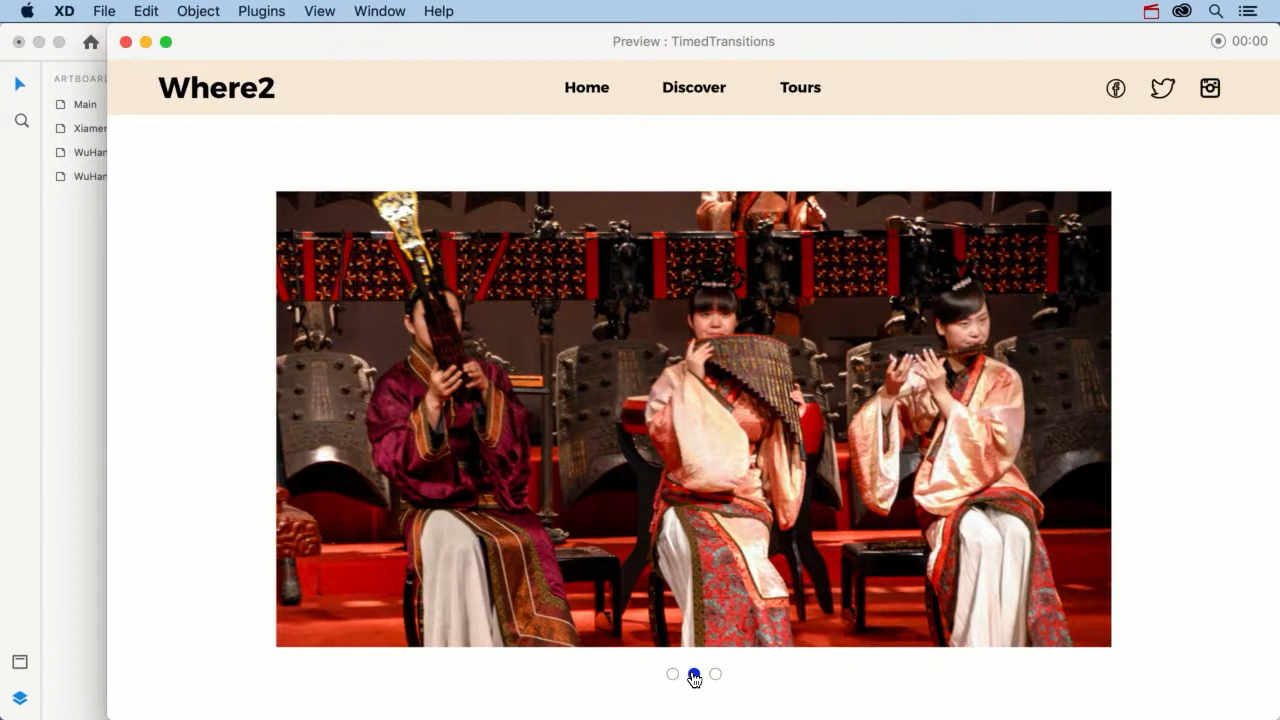 XD File Edit Object Plugins View Window Help
Preview : TimedTransitions
00:00
ARTBOAR
Main
Xiamen
WuHan
WuHan
Where2
Home Discover Tours